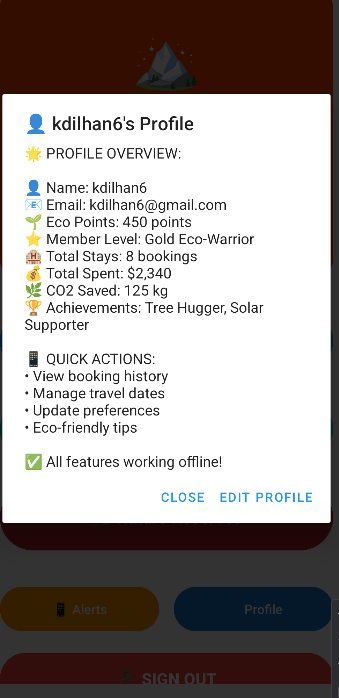 👤 kdilhan6's Profile
🌟 PROFILE OVERVIEW:
👤 Name: kdilhan6
📧 Email: kdilhan6@gmail.com
🌱 Eco Points: 450 points
⭐ Member Level: Gold Eco-Warrior
🏨 Total Stays: 8 bookings
💰 Total Spent: $2,340
🌿 CO2 Saved: 125 kg
🏆 Achievements: Tree Hugger, Solar
Supporter
📱 QUICK ACTIONS:
• View booking history
• Manage travel dates
• Update preferences
• Eco-friendly tips
✅ All features working offline!
CLOSE EDIT PROFILE
📱 Alerts Profile
SIGN OUT